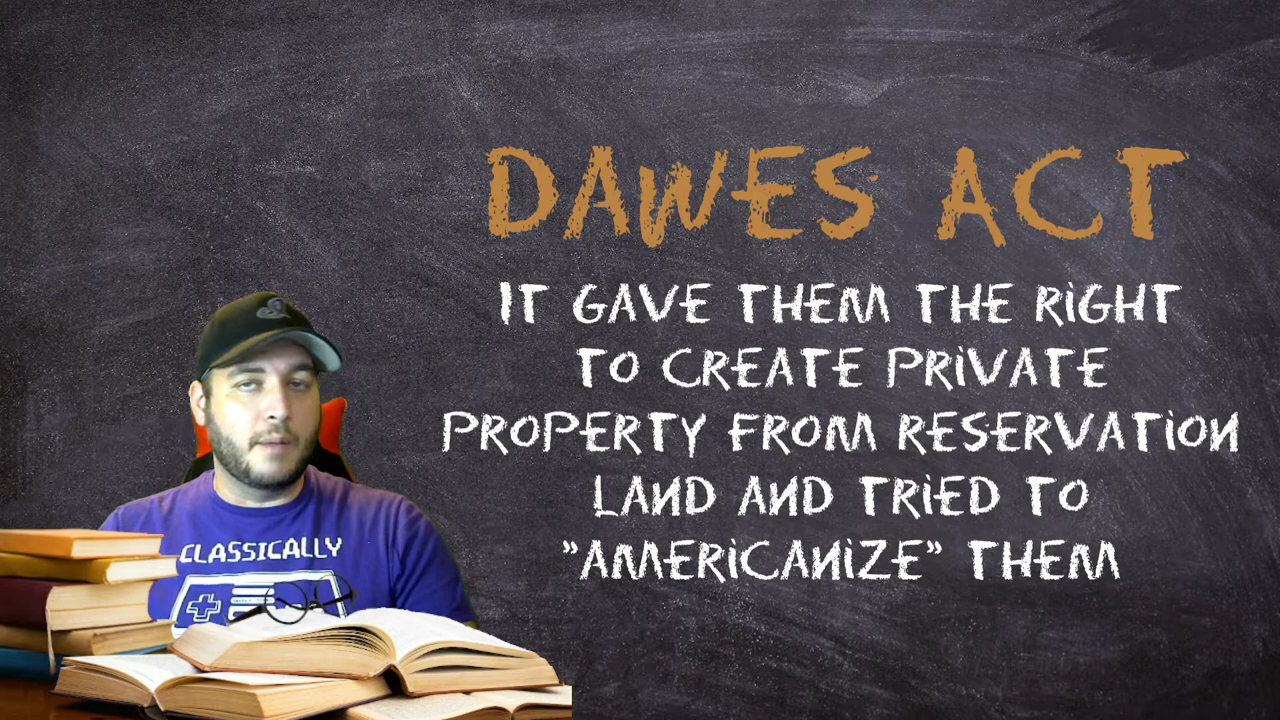 DAWES ACT
IT GAVE THEM THE RIGHT
TO CREATE PRIVATE
PROPERTY FROM RESERVATION
LAND AND TRIED TO
"AMERICANIZE" THEM
CLASSICALLY